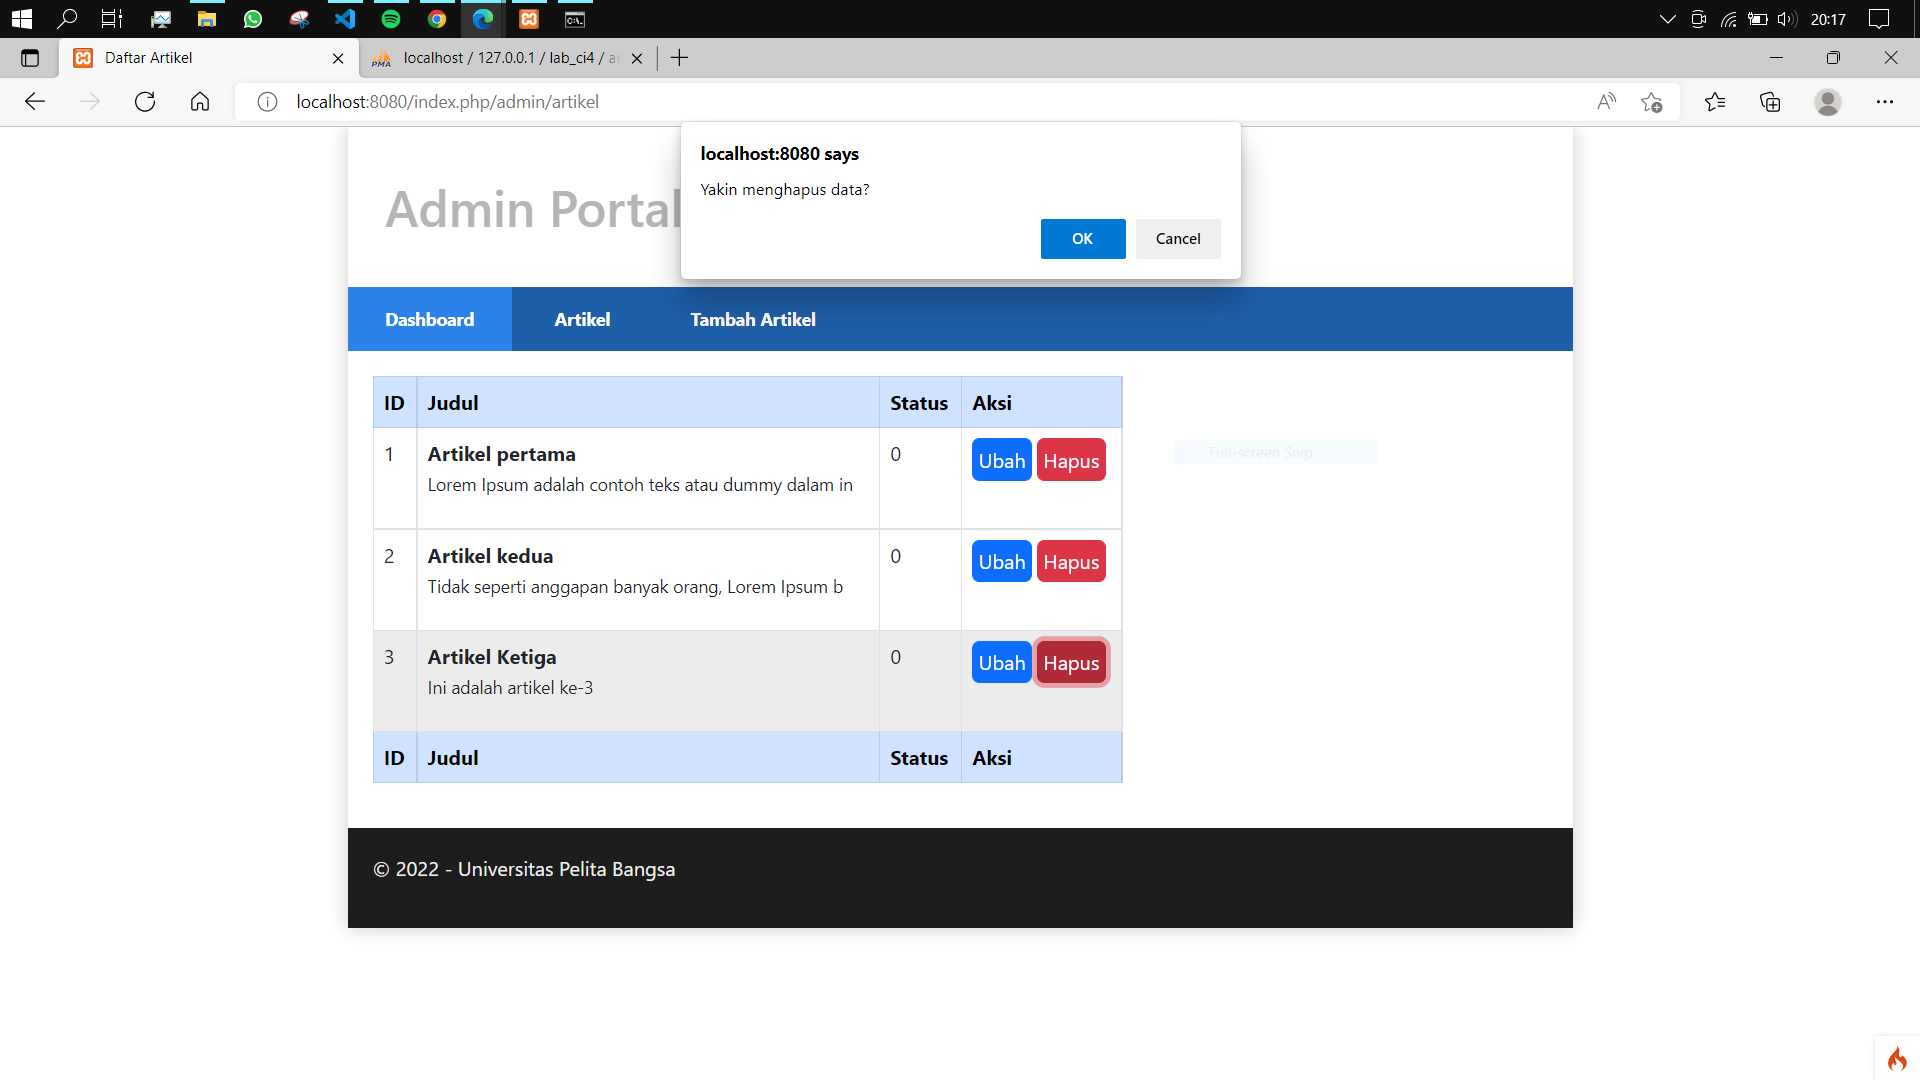 20:17
Daftar Artikel
localhost / 127.0.0.1 / lab_ci4 / ar
localhost:8080/index.php/admin/artikel
localhost:8080 says
Yakin menghapus data?
OK
Cancel
Admin Portal
Dashboard
Artikel
Tambah Artikel
ID Judul Status Aksi
1 Artikel pertama 0 Ubah Hapus
Lorem Ipsum adalah contoh teks atau dummy dalam in
2 Artikel kedua 0 Ubah Hapus
Tidak seperti anggapan banyak orang, Lorem Ipsum b
3 Artikel Ketiga 0 Ubah Hapus
Ini adalah artikel ke-3
ID Judul Status Aksi
Full-screen Snip
© 2022 - Universitas Pelita Bangsa